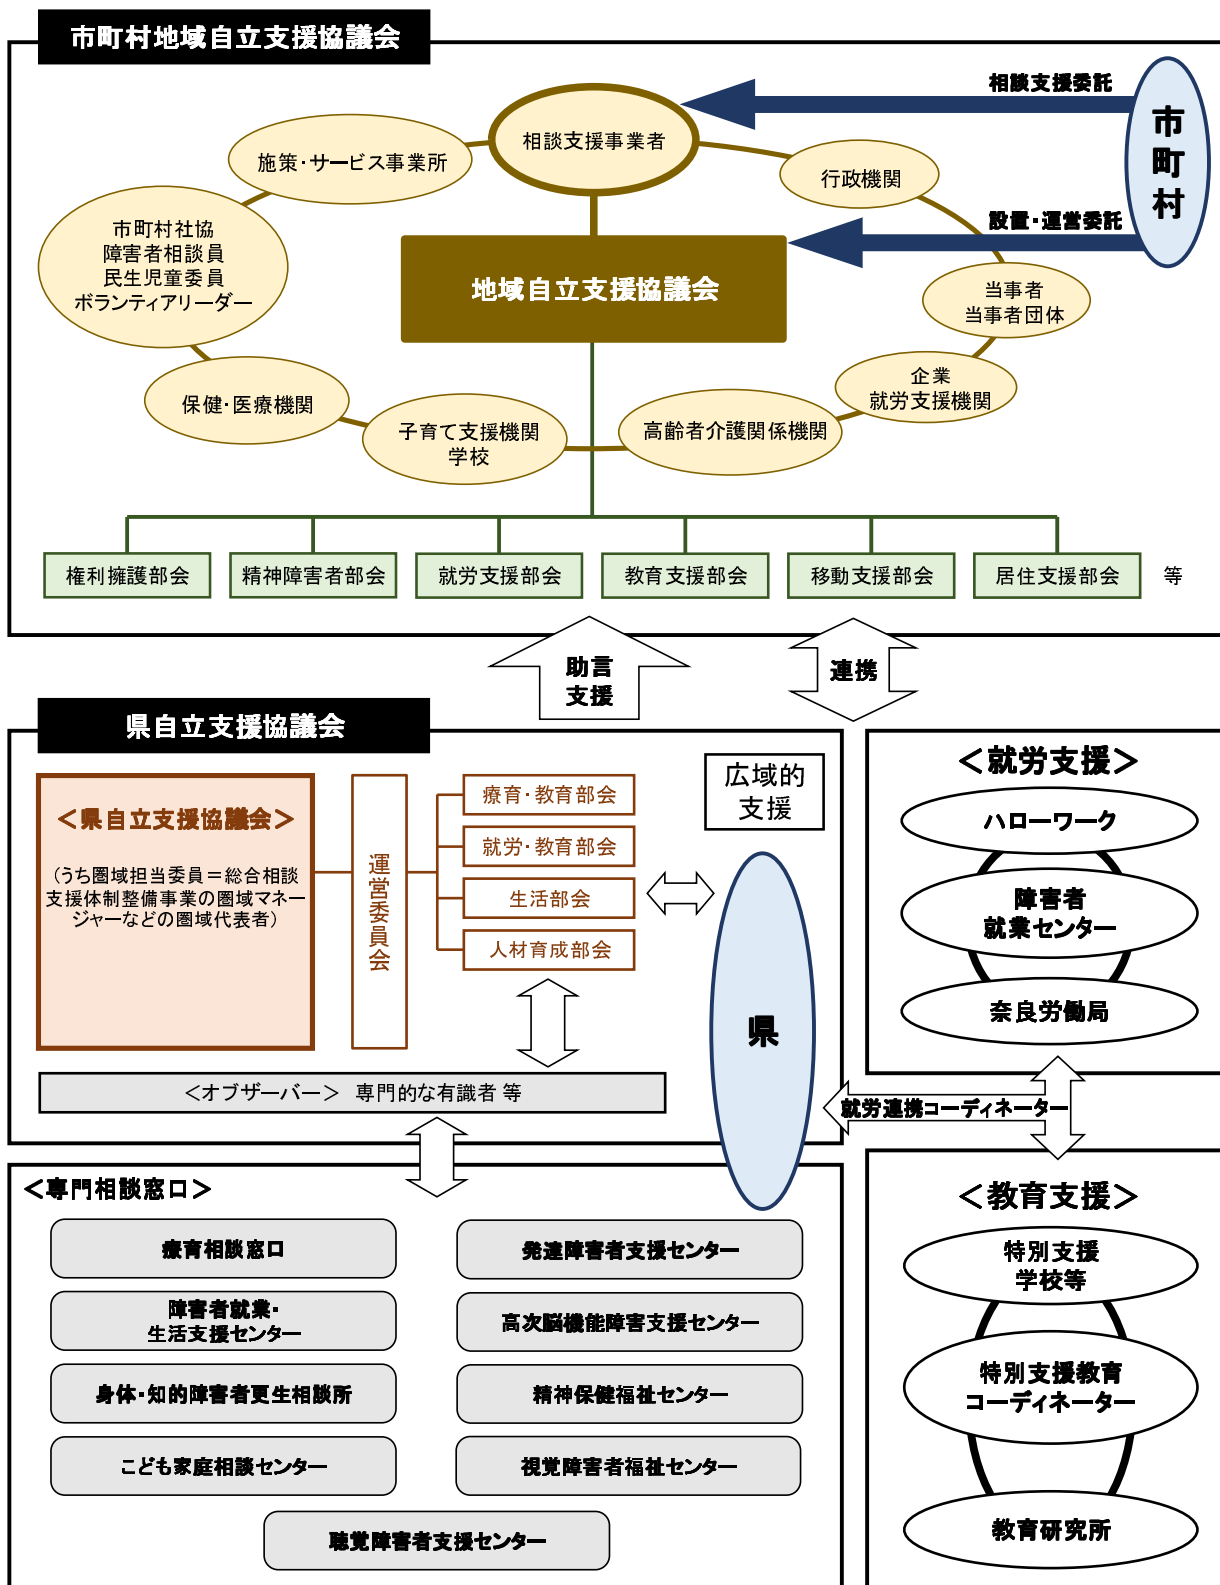 市町村地域自立支援協議会
相談支援委託
市町村
相談支援事業者
施策・サービス事業所
行政機関
市町村社協
障害者相談員
民生児童委員
ボランティアリーダー
設置・運営委託
地域自立支援協議会
当事者
当事者団体
企業
就労支援機関
保健・医療機関
子育て支援機関
学校
高齢者介護関係機関
権利擁護部会
精神障害者部会
就労支援部会
教育支援部会
移動支援部会
居住支援部会
等
助言
支援
連携
県自立支援協議会
広域的
支援
＜県自立支援協議会＞
（うち圏域担当委員＝総合相談
支援体制整備事業の圏域マネー
ジャーなどの圏域代表者）
運営委員会
療育・教育部会
就労・教育部会
生活部会
人材育成部会
県
＜オブザーバー＞　専門的な有識者 等
＜就労支援＞
ハローワーク
障害者
就業センター
奈良労働局
就労連携コーディネーター
＜専門相談窓口＞
療育相談窓口
発達障害者支援センター
障害者就業・
生活支援センター
高次脳機能障害支援センター
身体・知的障害者更生相談所
精神保健福祉センター
こども家庭相談センター
視覚障害者福祉センター
聴覚障害者支援センター
＜教育支援＞
特別支援
学校等
特別支援教育
コーディネーター
教育研究所